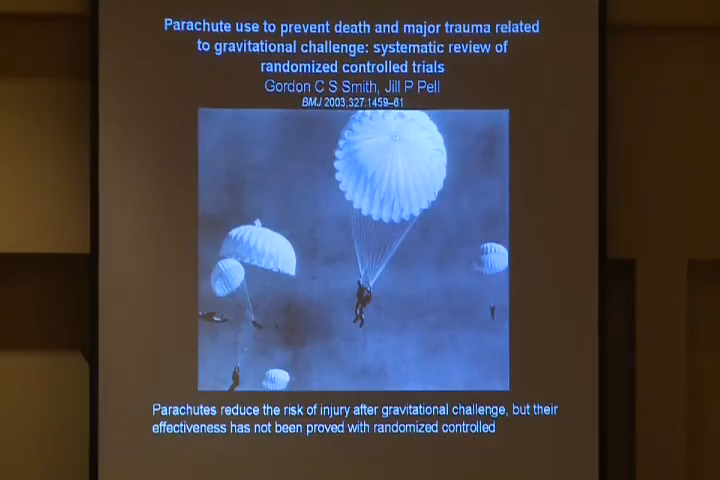 Parachute use to prevent death and major trauma related
to gravitational challenge: systematic review of
randomized controlled trials
Gordon C S Smith, Jill P Pell
BMJ 2003;327;1459–61
Parachutes reduce the risk of injury after gravitational challenge, but their
effectiveness has not been proved with randomized controlled